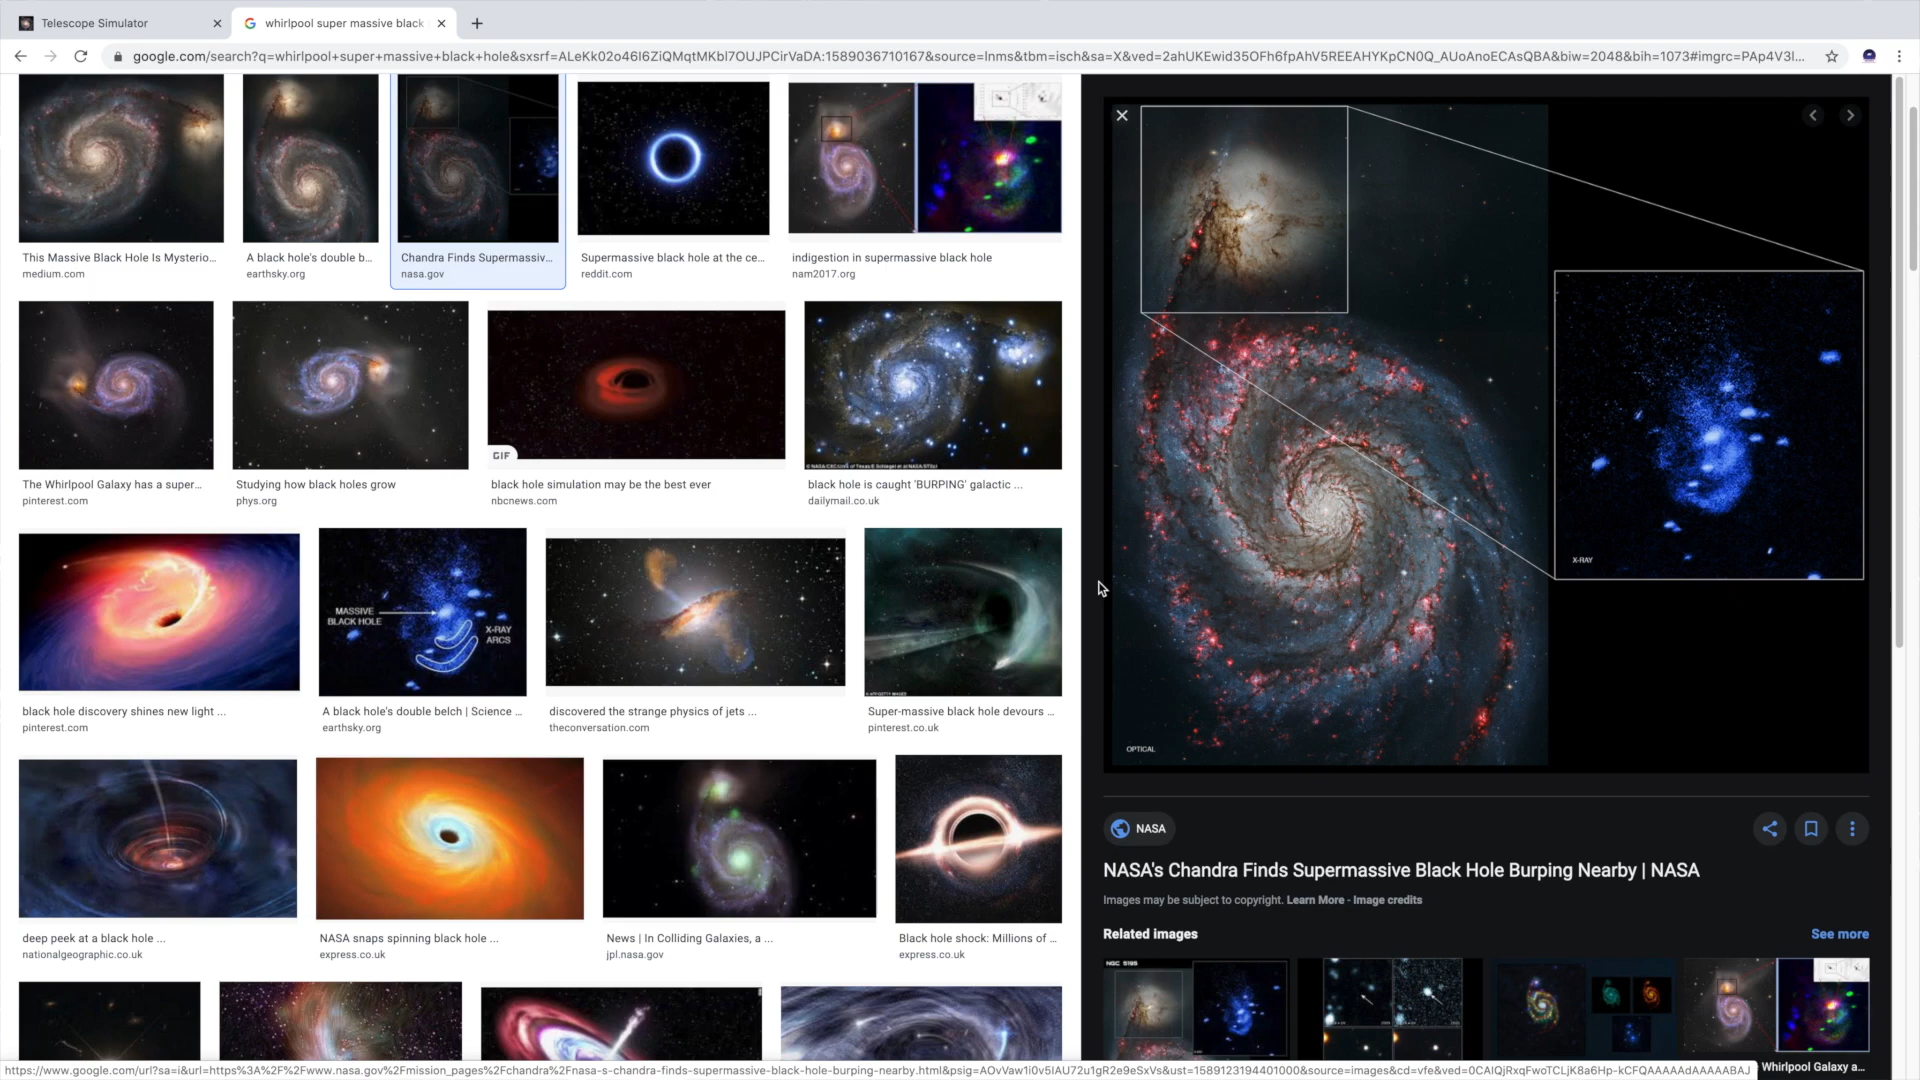 Telescope Simulator
whirlpool super massive black
google.com/search?q=whirlpool+super+massive+black+hole&sxsrf=ALeKk02o46I6ZiQMqtMKbl7OUJPCirVaDA:1589036710167&source=lnms&tbm=isch&sa=X&ved=2ahUKEwid35OFh6fpAhV5REEAHYKpCN0Q_AUoAnoECAsQBA&biw=2048&bih=1073#imgrc=PAp4V3l...
This Massive Black Hole Is Mysterio...
medium.com
A black hole's double b...
earthsky.org
Chandra Finds Supermassiv...
nasa.gov
Supermassive black hole at the ce...
reddit.com
indigestion in supermassive black hole
nam2017.org
GIF
The Whirlpool Galaxy has a super...
pinterest.com
Studying how black holes grow
phys.org
black hole simulation may be the best ever
nbcnews.com
black hole is caught 'BURPING' galactic ...
dailymail.co.uk
MASSIVE
BLACK HOLE
X-RAY
ARCS
black hole discovery shines new light ...
pinterest.com
A black hole's double belch | Science ...
earthsky.org
discovered the strange physics of jets ...
theconversation.com
Super-massive black hole devours ...
pinterest.co.uk
deep peek at a black hole ...
nationalgeographic.co.uk
NASA snaps spinning black hole ...
express.co.uk
News | In Colliding Galaxies, a ...
jpl.nasa.gov
Black hole shock: Millions of ...
express.co.uk
X-RAY
OPTICAL
NASA
NASA's Chandra Finds Supermassive Black Hole Burping Nearby | NASA
Images may be subject to copyright. Learn More - Image credits
Related images
See more
NGC 5195
Whirlpool Galaxy a...
https://www.google.com/url?sa=i&url=https%3A%2F%2Fwww.nasa.gov%2Fmission_pages%2Fchandra%2Fnasa-s-chandra-finds-supermassive-black-hole-burping-nearby.html&psig=AOvVaw1i0v5IAU72u1gR2e9eSxVs&ust=1589123194401000&source=images&cd=vfe&ved=0CAIQjRxqFwoTCLjK8a6Hp-kCFQAAAAAdAAAAABAJ